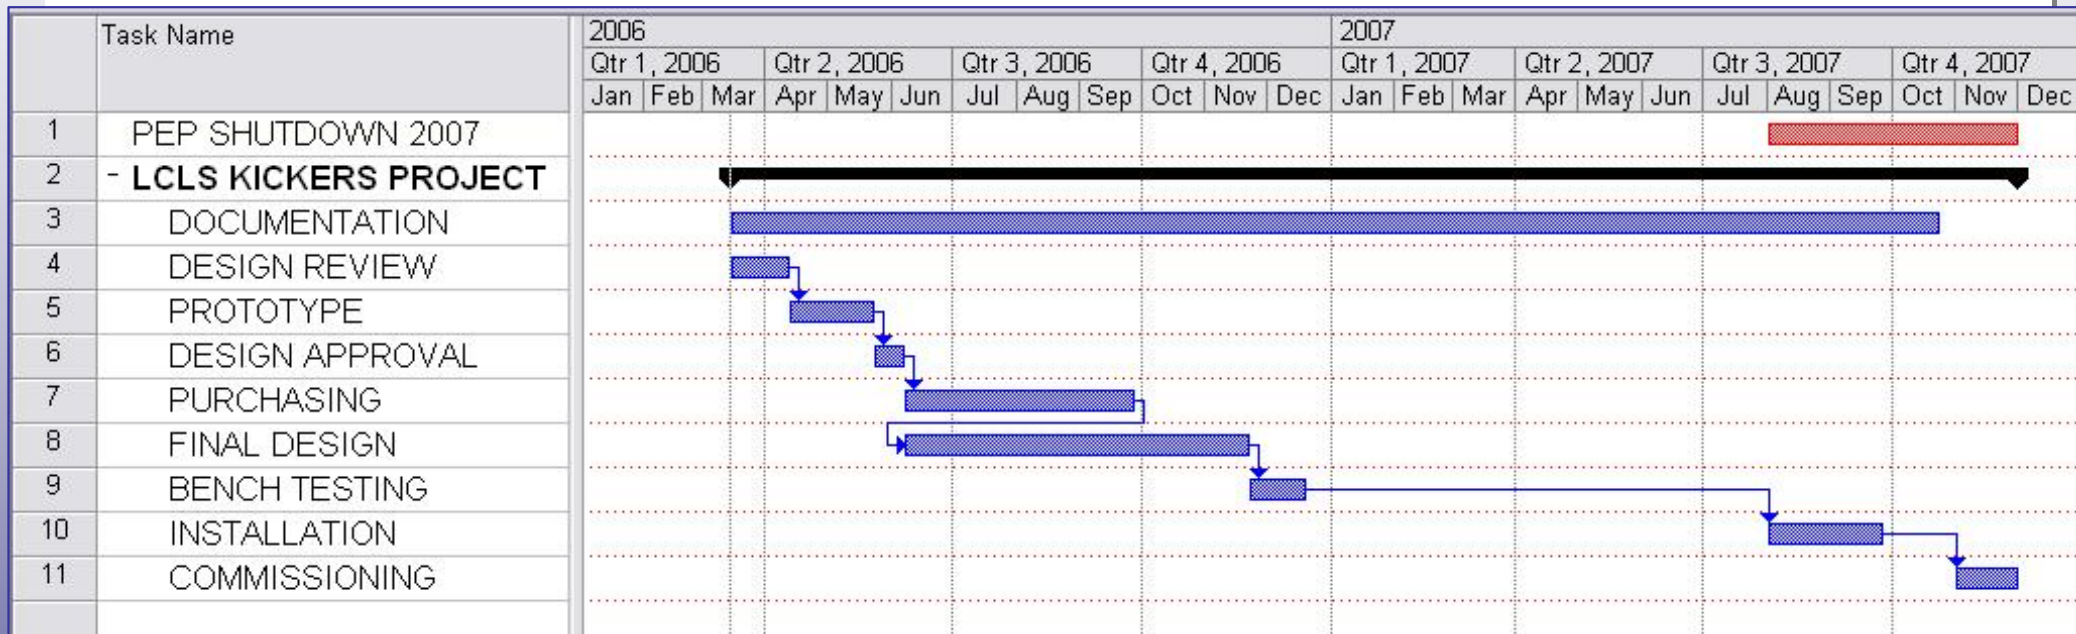 Task Name
2006 2007
Qtr 1, 2006 Qtr 2, 2006 Qtr 3, 2006 Qtr 4, 2006 Qtr 1, 2007 Qtr 2, 2007 Qtr 3, 2007 Qtr 4, 2007
Jan Feb Mar Apr May Jun Jul Aug Sep Oct Nov Dec Jan Feb Mar Apr May Jun Jul Aug Sep Oct Nov Dec
1 PEP SHUTDOWN 2007
2 - LCLS KICKERS PROJECT
3 DOCUMENTATION
4 DESIGN REVIEW
5 PROTOTYPE
6 DESIGN APPROVAL
7 PURCHASING
8 FINAL DESIGN
9 BENCH TESTING
10 INSTALLATION
11 COMMISSIONING